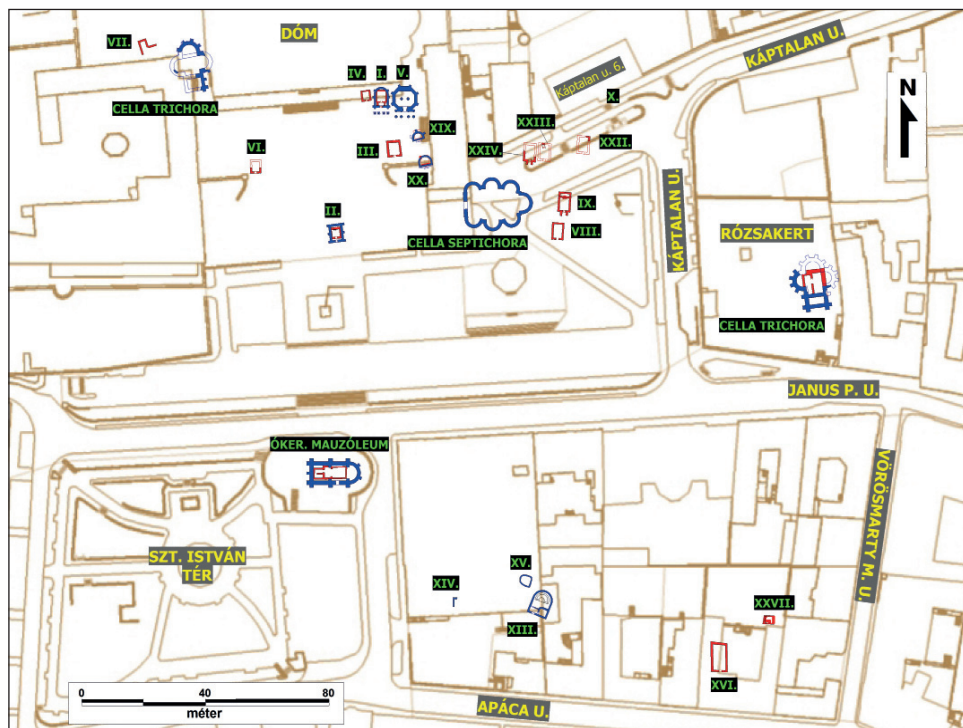 DÓM
VII.
KÁPTALAN U.
CELLA TRICHORA
IV.
I.
V.
Káptalan u. 6.
X.
N
XIX.
XXIII.
VI.
III.
XXIV.
XXII.
XX.
II.
CELLA SEPTICHORA
IX.
VIII.
KÁPTALAN U.
RÓZSAKERT
CELLA TRICHORA
JANUS P. U.
ÓKER. MAUZÓLEUM
VÖRÖSMARTY M. U.
SZT. ISTVÁN
TÉR
XV.
XIV.
XIII.
XXVII.
XVI.
0 40 80
méter
APÁCA U.